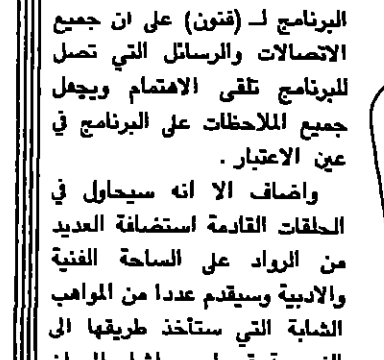 البرنامج لـ (فنون) على ان جميع
الاتصالات والرسائل التي تصل
للبرنامج تلقى الاهتمام ويجعل
جميع الملاحظات على البرنامج في
عين الاعتبار .
واضاف الا انه سيحاول في
الحلقات القادمة استضافة العديد
من الرواد على الساحة الفنية
والادبية وسيقدم عددا من المواهب
الشابة التي ستأخذ طريقها الى